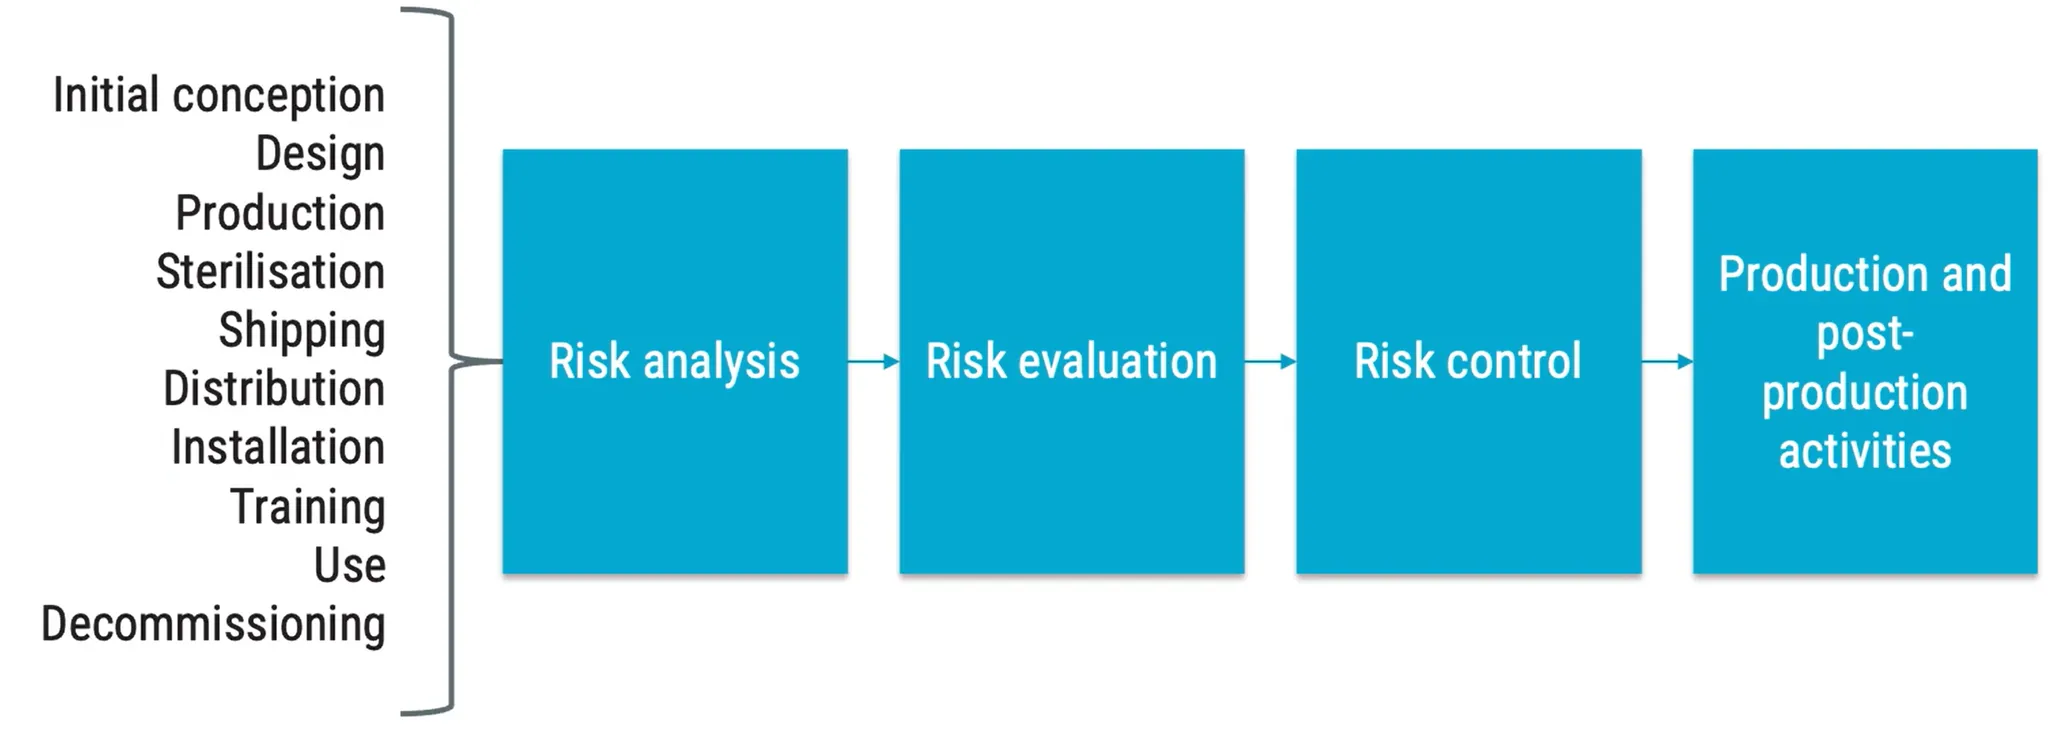 Initial conception
Design
Production
Sterilisation
Shipping
Distribution
Installation
Training
Use
Decommissioning
Risk analysis
Risk evaluation
Risk control
Production and
post-
production
activities